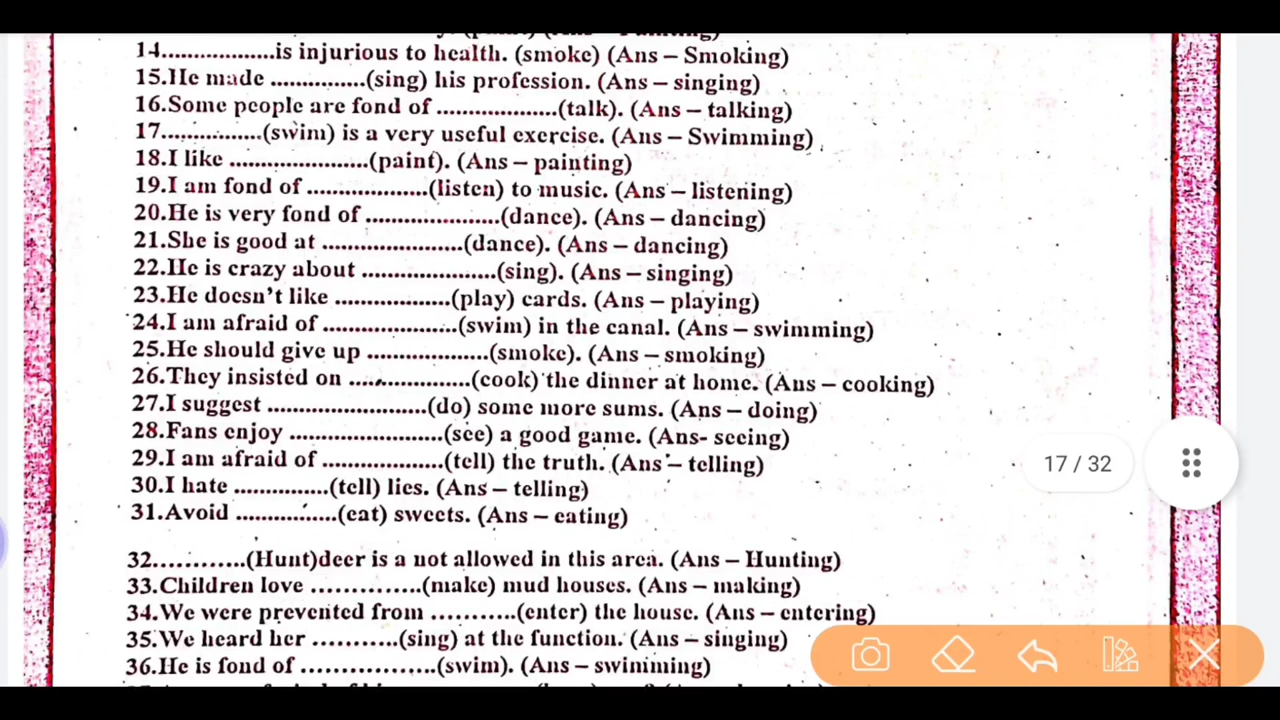 14..................is injurious to health. (smoke) (Ans – Smoking)
15.He made ..............(sing) his profession. (Ans – singing)
16.Some people are fond of ..................(talk). (Ans – talking)
17................(swim) is a very useful exercise. (Ans – Swimming)
18.I like .....................(paint). (Ans – painting)
19.I am fond of ..................(listen) to music. (Ans – listening)
20.He is very fond of ....................(dance). (Ans – dancing)
21.She is good at .....................(dance). (Ans – dancing)
22.He is crazy about ....................(sing). (Ans – singing)
23.He doesn't like .................(play) cards. (Ans – playing)
24.I am afraid of ....................(swim) in the canal. (Ans – swimming)
25.He should give up ..................(smoke). (Ans – smoking)
26.They insisted on ..................(cook) the dinner at home. (Ans – cooking)
27.I suggest ........................(do) some more sums. (Ans – doing)
28.Fans enjoy .......................(see) a good game. (Ans- seeing)
29.I am afraid of ..................(tell) the truth. (Ans – telling)
17 / 32
30.I hate ..............(tell) lies. (Ans – telling)
31.Avoid ...............(eat) sweets. (Ans – eating)
32............(Hunt)deer is a not allowed in this area. (Ans – Hunting)
33.Children love ..............(make) mud houses. (Ans – making)
34.We were prevented from ..........(enter) the house. (Ans – entering)
35.We heard her ..........(sing) at the function. (Ans – singing)
36.He is fond of .................(swim). (Ans – swimming)